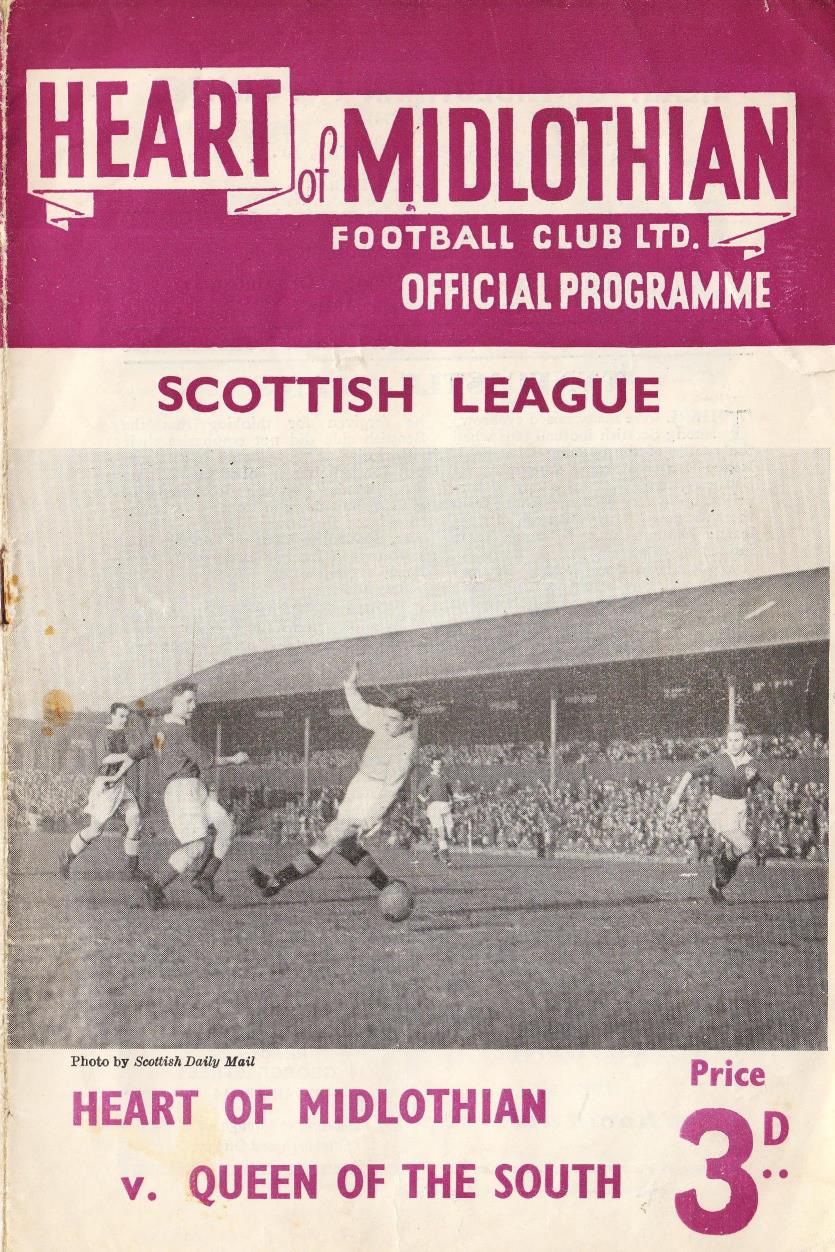 HEART of MIDLOTHIAN
FOOTBALL CLUB LTD.
OFFICIAL PROGRAMME
SCOTTISH LEAGUE
Photo by Scottish Daily Mail
HEART OF MIDLOTHIAN
v. QUEEN OF THE SOUTH
Price
3D..